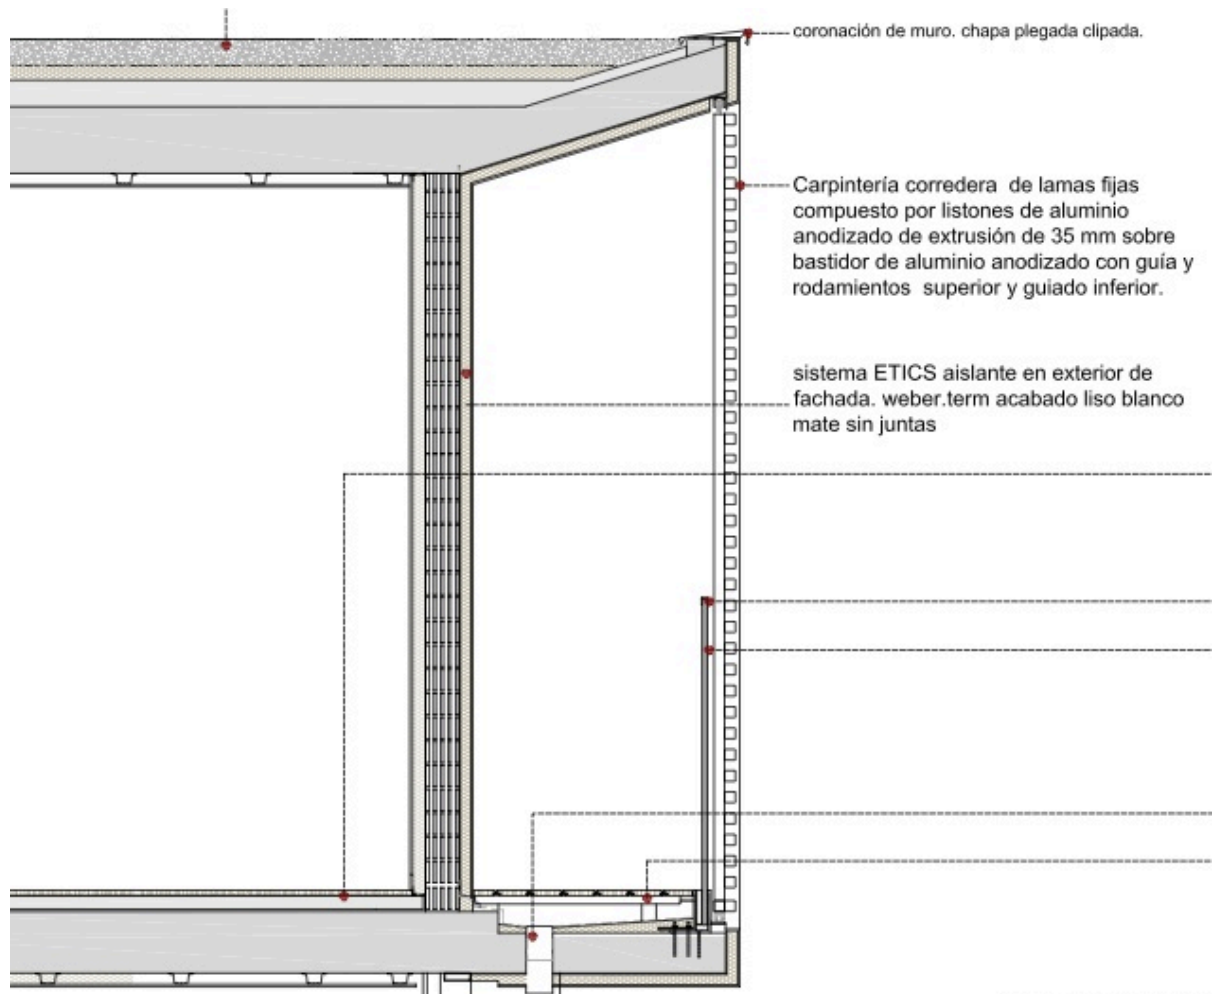 coronación de muro. chapa plegada clipada.
Carpintería corredera de lamas fijas
compuesto por listones de aluminio
anodizado de extrusión de 35 mm sobre
bastidor de aluminio anodizado con guía y
rodamientos superior y guiado inferior.
sistema ETICS aislante en exterior de
fachada. weber.term acabado liso blanco
mate sin juntas